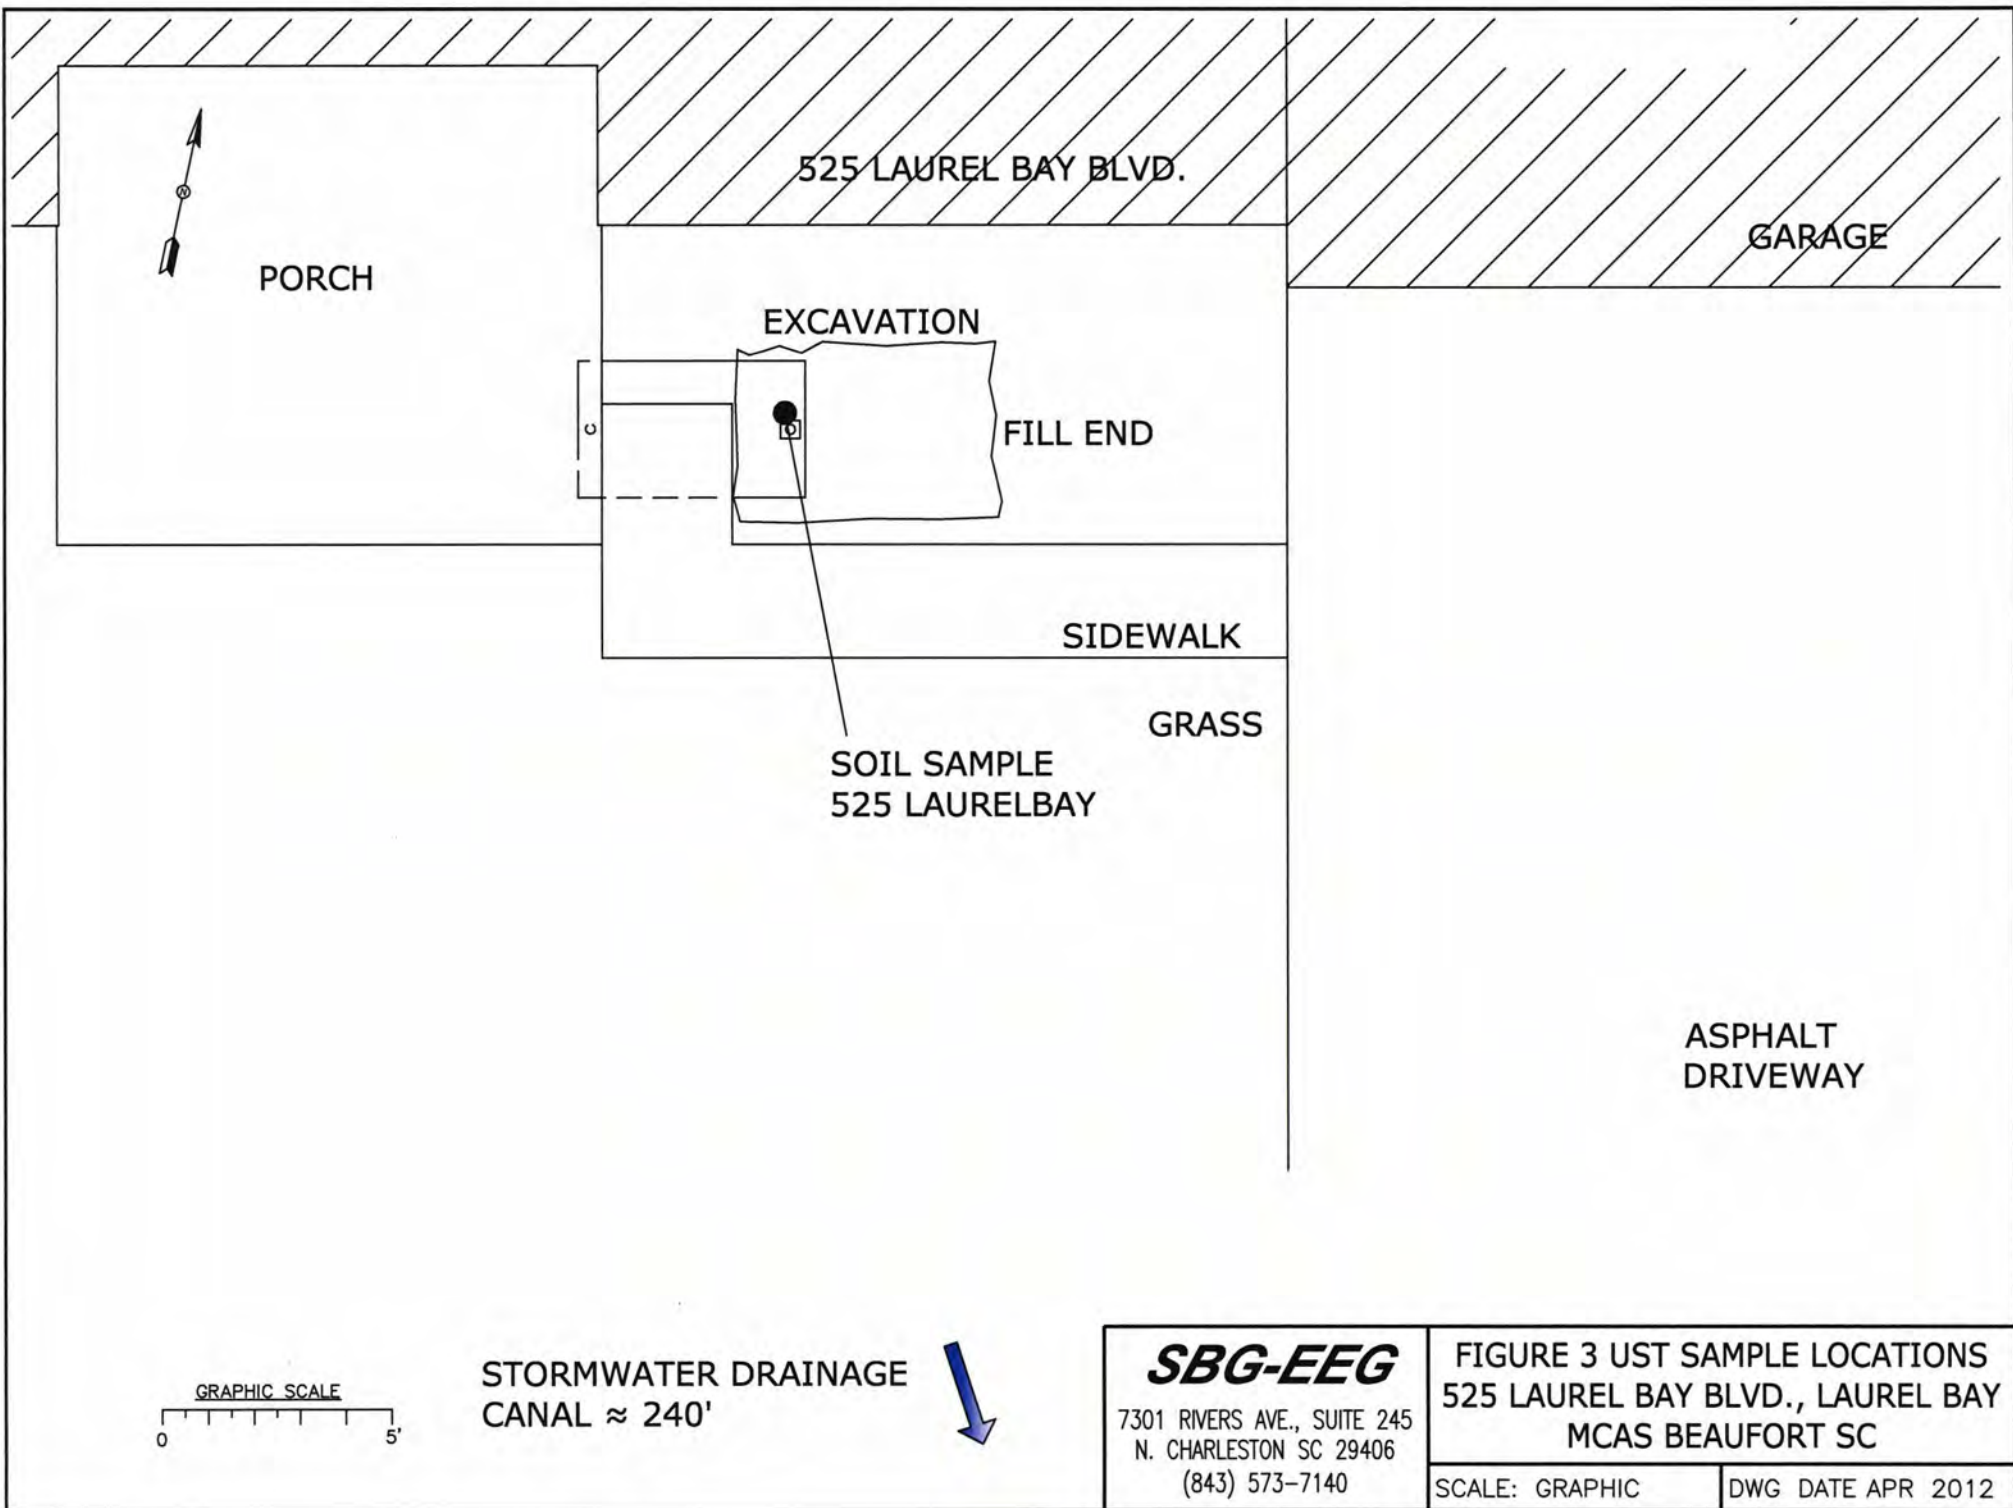 525 LAUREL BAY BLVD.
GARAGE
N
PORCH
EXCAVATION
C
FILL END
SIDEWALK
GRASS
SOIL SAMPLE
525 LAURELBAY
ASPHALT
DRIVEWAY
GRAPHIC SCALE
0 5'
STORMWATER DRAINAGE
CANAL ≈ 240'
SBG-EEG
7301 RIVERS AVE., SUITE 245
N. CHARLESTON SC 29406
(843) 573-7140
FIGURE 3 UST SAMPLE LOCATIONS
525 LAUREL BAY BLVD., LAUREL BAY
MCAS BEAUFORT SC
SCALE: GRAPHIC
DWG DATE APR 2012